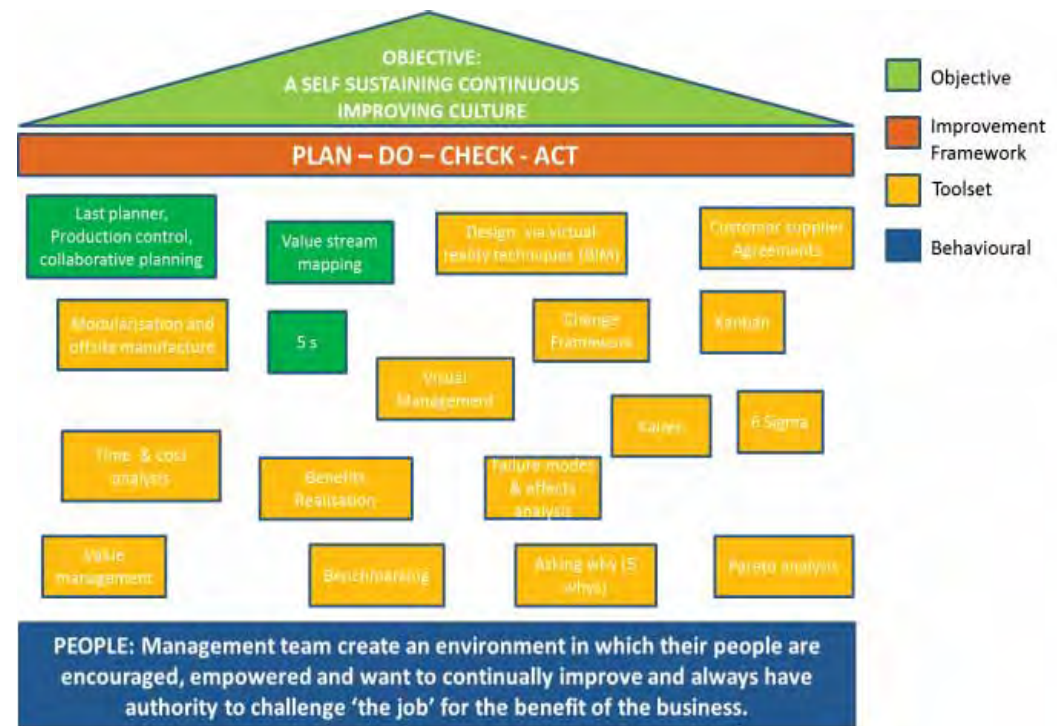 OBJECTIVE:
A SELF SUSTAINING CONTINUOUS
IMPROVING CULTURE
PLAN – DO – CHECK - ACT
Last planner,
Production control,
collaborative planning
Value stream
mapping
Design via virtual
reality techniques (BIM)
Customer supplier
Agreements
Modularisation and
offsite manufacture
5 s
Change
Framework
Kanban
Visual
Management
Kaizen
6 Sigma
Time & cost
analysis
Benefits
Realisation
Failure modes
& effects
analysis
Value
management
Benchmarking
Asking why (5
whys)
Pareto analysis
PEOPLE: Management team create an environment in which their people are
encouraged, empowered and want to continually improve and always have
authority to challenge ‘the job’ for the benefit of the business.
Objective
Improvement
Framework
Toolset
Behavioural